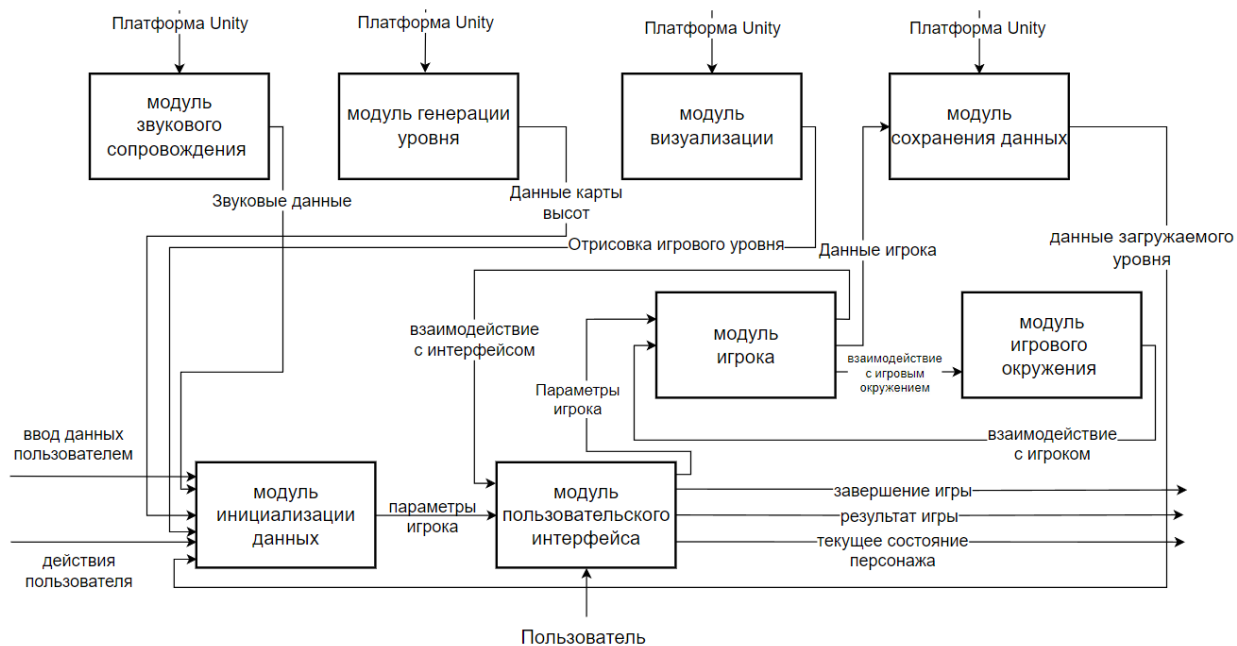 Платформа Unity
Платформа Unity
Платформа Unity
Платформа Unity
модуль
звукового
сопровождения
модуль генерации
уровня
модуль
визуализации
модуль
сохранения данных
Звуковые данные
Данные карты
высот
Отрисовка игрового уровня
Данные игрока
данные загружаемого
уровня
взаимодействие
с интерфейсом
модуль
игрока
взаимодействие
с игровым
окружением
модуль
игрового
окружения
Параметры
игрока
взаимодействие
с игроком
ввод данных
пользователем
модуль
инициализации
данных
параметры
игрока
модуль
пользовательского
интерфейса
завершение игры
результат игры
текущее состояние
персонажа
действия
пользователя
Пользователь